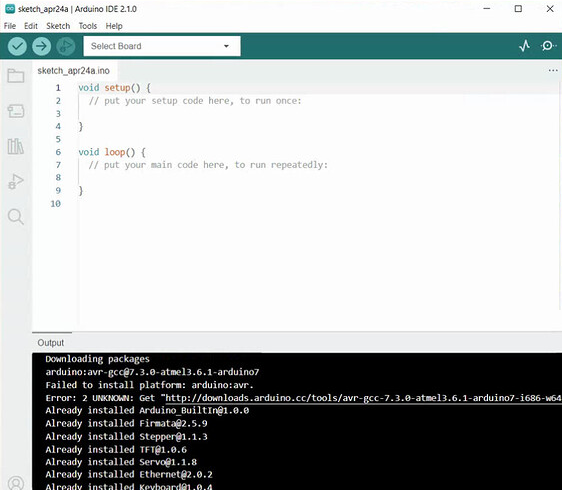 sketch_apr24a | Arduino IDE 2.1.0
File Edit Sketch Tools Help
Select Board
sketch_apr24a.ino
1 void setup() {
2 // put your setup code here, to run once:
3
4 }
5
6 void loop() {
7 // put your main code here, to run repeatedly:
8
9 }
10
Output
Downloading packages
arduino:avr-gcc@7.3.0-atmel3.6.1-arduino7
Failed to install platform: arduino:avr.
Error: 2 UNKNOWN: Get "http://downloads.arduino.cc/tools/avr-gcc-7.3.0-atmel3.6.1-arduino7-i686-w64
Already installed Arduino_BuiltIn@1.0.0
Already installed Firmata@2.5.9
Already installed Stepper@1.1.3
Already installed TFT@1.0.6
Already installed Servo@1.1.8
Already installed Ethernet@2.0.2
Already installed Keyboard@1.0.4